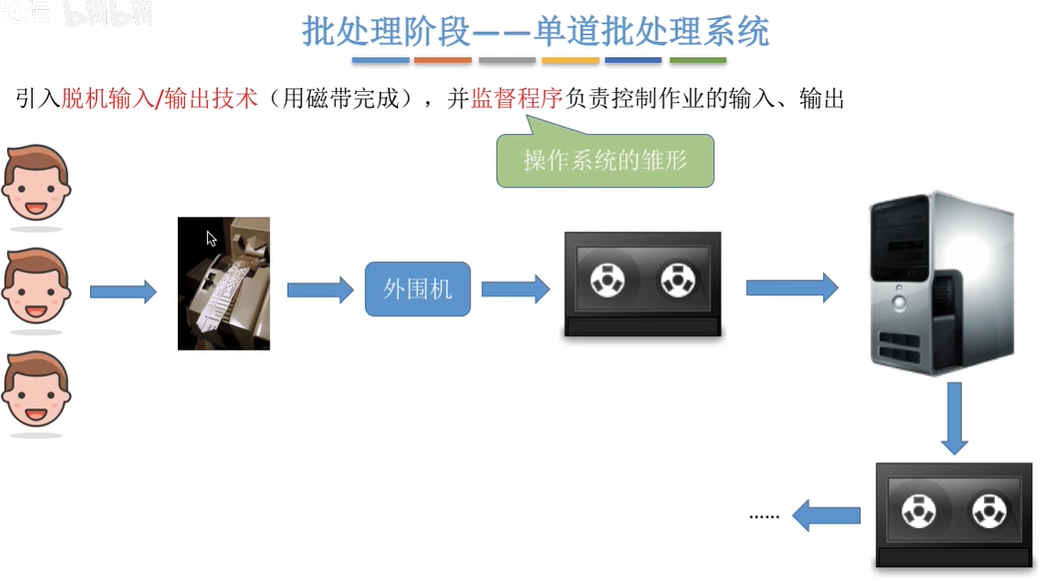 批处理阶段——单道批处理系统
引入脱机输入/输出技术（用磁带完成），并监督程序负责控制作业的输入、输出
操作系统的雏形
外围机
......